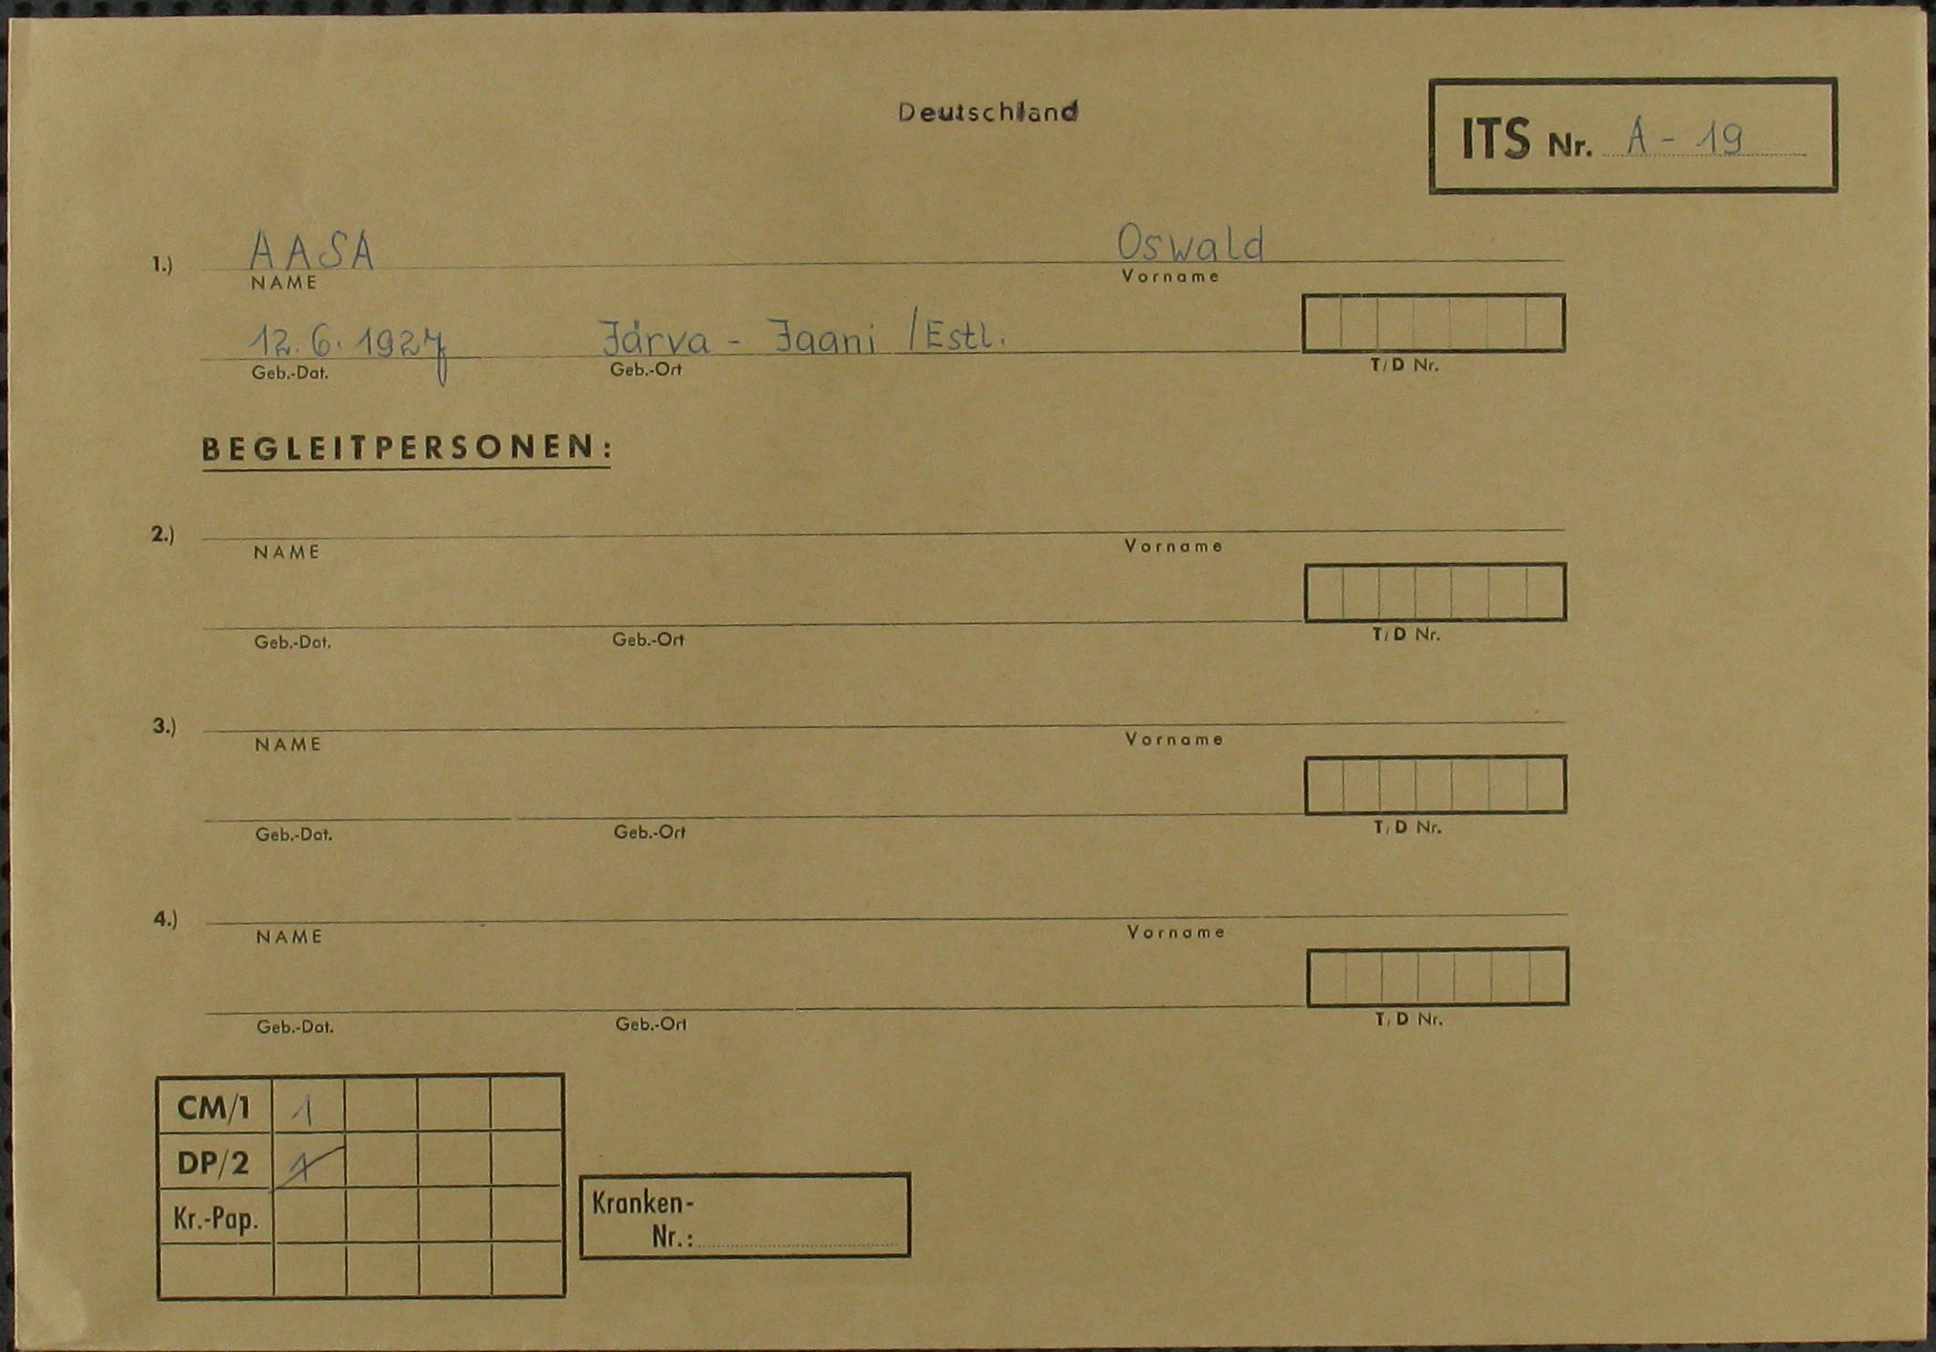 Deutschland
ITS Nr. A - 19
1.) AASA Oswald
NAME Vorname
12.6.1927 Järva - Jaani /Estl.
Geb.-Dat. Geb.-Ort T/D Nr.
BEGLEITPERSONEN:
2.)
NAME Vorname
Geb.-Dat. Geb.-Ort T/D Nr.
3.)
NAME Vorname
Geb.-Dat. Geb.-Ort T/D Nr.
4.)
NAME Vorname
Geb.-Dat. Geb.-Ort T/D Nr.
CM/1 1
DP/2 1
Kr.-Pap.
Kranken-
Nr.: